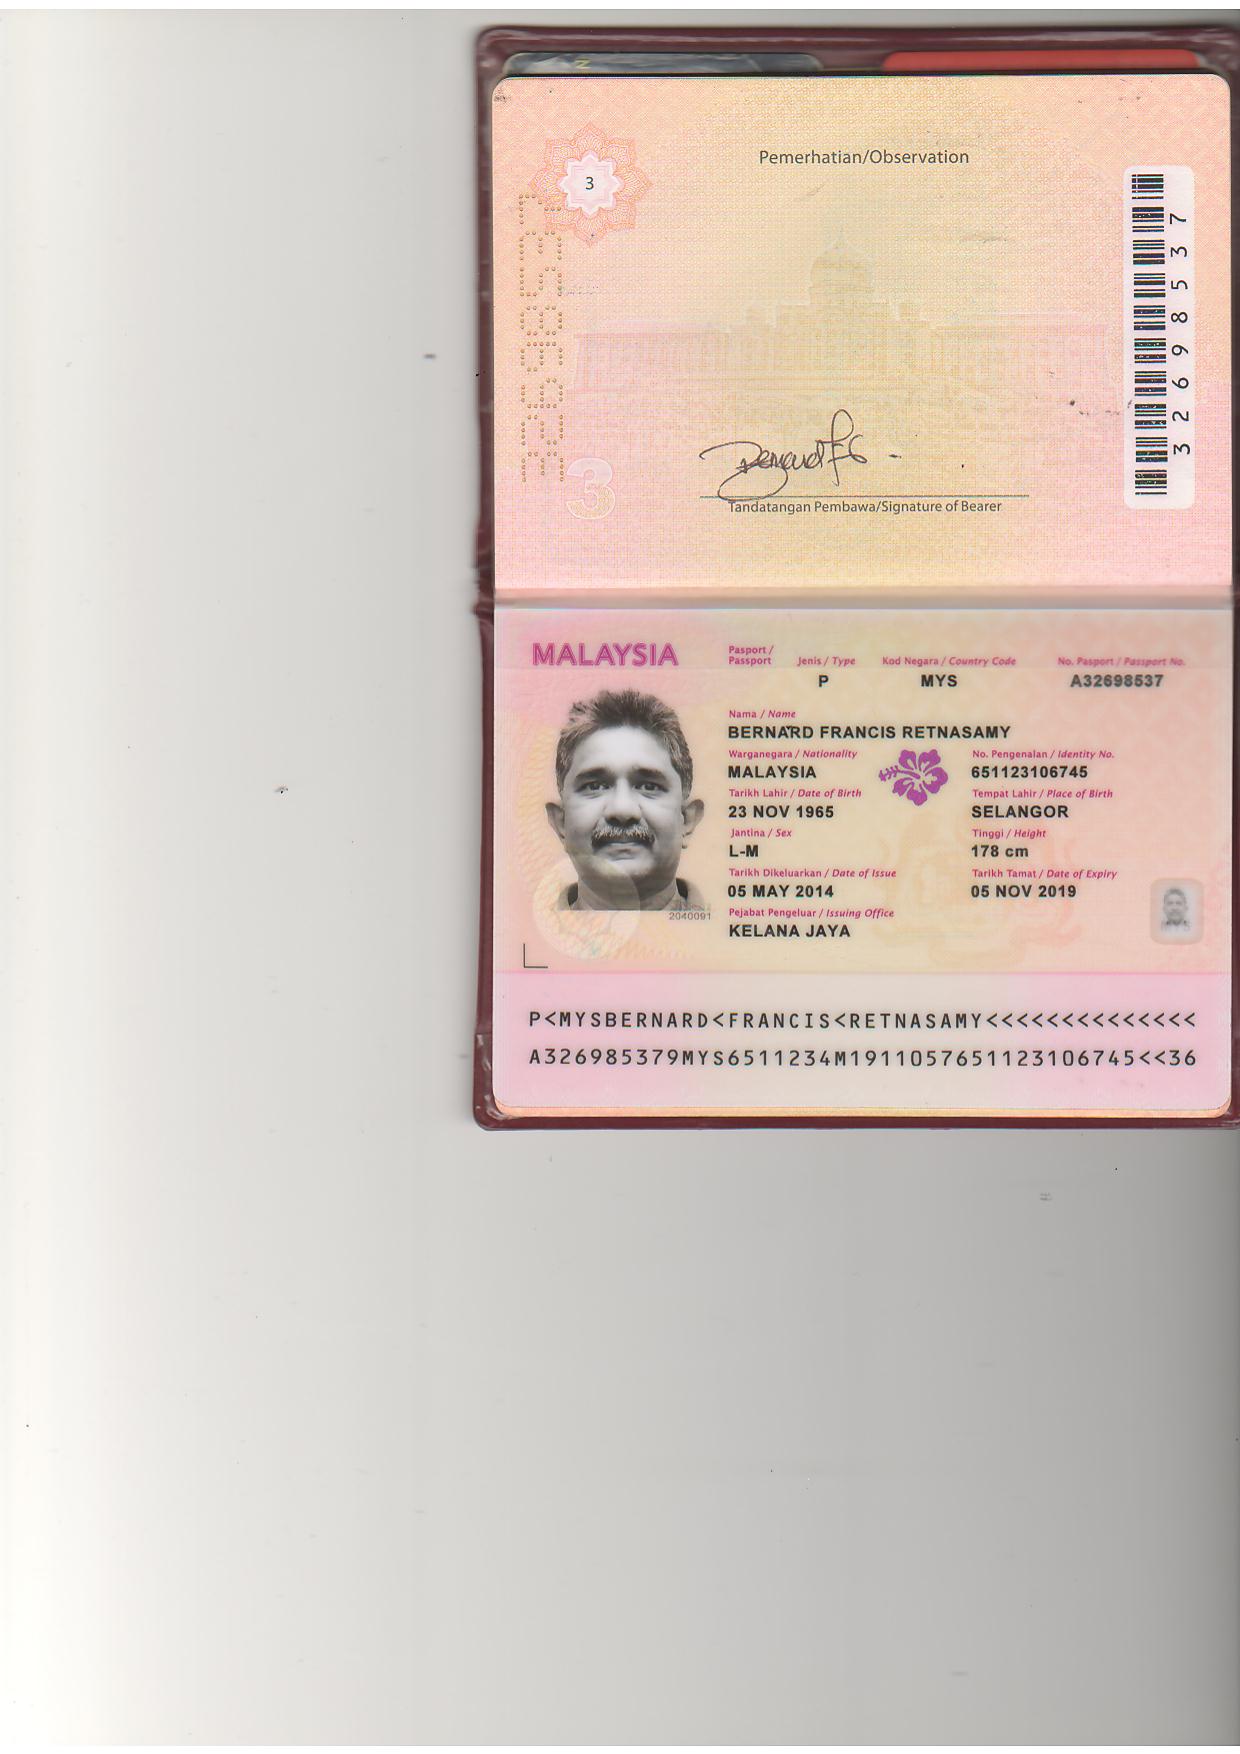 3
Pemerhatian/Observation
32698537
32698537
3
Tandatangan Pembawa/Signature of Bearer
MALAYSIA
Pasport / Passport
Jenis / Type
Kod Negara / Country Code
No. Pasport / Passport No.
P
MYS
A32698537
Nama / Name
BERNARD FRANCIS RETNASAMY
Warganegara / Nationality
No. Pengenalan / Identity No.
MALAYSIA
651123106745
Tarikh Lahir / Date of Birth
Tempat Lahir / Place of Birth
23 NOV 1965
SELANGOR
Jantina / Sex
Tinggi / Height
L-M
178 cm
Tarikh Dikeluarkan / Date of Issue
Tarikh Tamat / Date of Expiry
05 MAY 2014
05 NOV 2019
2040091
Pejabat Pengeluar / Issuing Office
KELANA JAYA
P<MYSBERNARD<FRANCIS<RETNASAMY<<<<<<<<<<<<<<
A326985379MYS6511234M1911057651123106745<<36